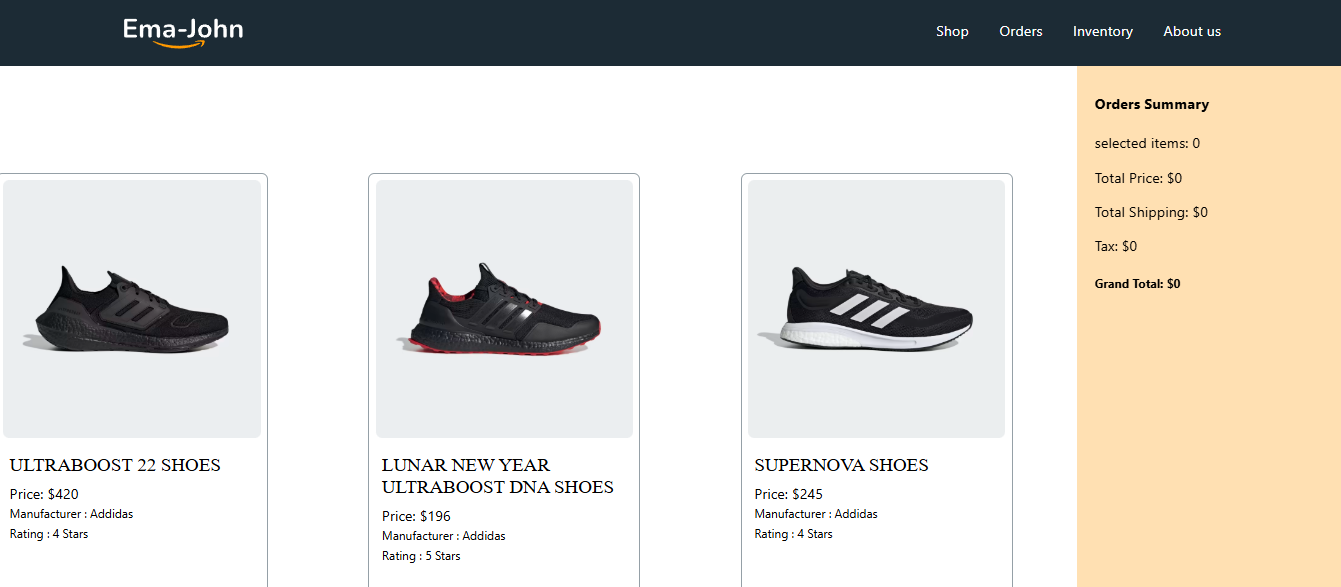 Ema-John
Shop
Orders
Inventory
About us
Orders Summary
selected items: 0
Total Price: $0
Total Shipping: $0
Tax: $0
Grand Total: $0
ULTRABOOST 22 SHOES
Price: $420
Manufacturer : Addidas
Rating : 4 Stars
LUNAR NEW YEAR
ULTRABOOST DNA SHOES
Price: $196
Manufacturer : Addidas
Rating : 5 Stars
SUPERNOVA SHOES
Price: $245
Manufacturer : Addidas
Rating : 4 Stars